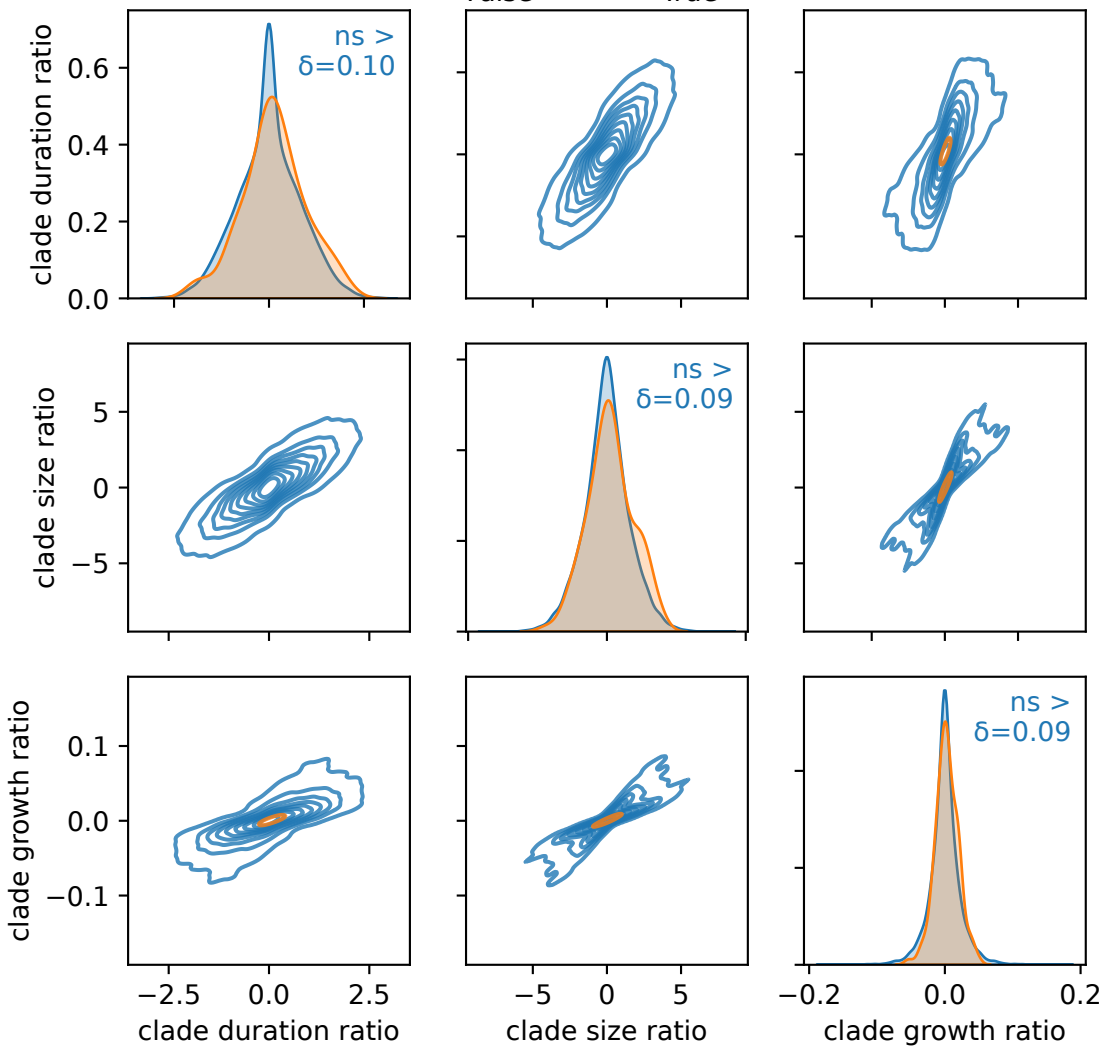 clade duration ratio
0.6
0.4
0.2
0.0
ns >
δ=0.10
clade size ratio
5
0
−5
ns >
δ=0.09
clade growth ratio
0.1
0.0
−0.1
ns >
δ=0.09
−2.5 0.0 2.5
−5 0 5
−0.2 0.0 0.2
clade duration ratio
clade size ratio
clade growth ratio